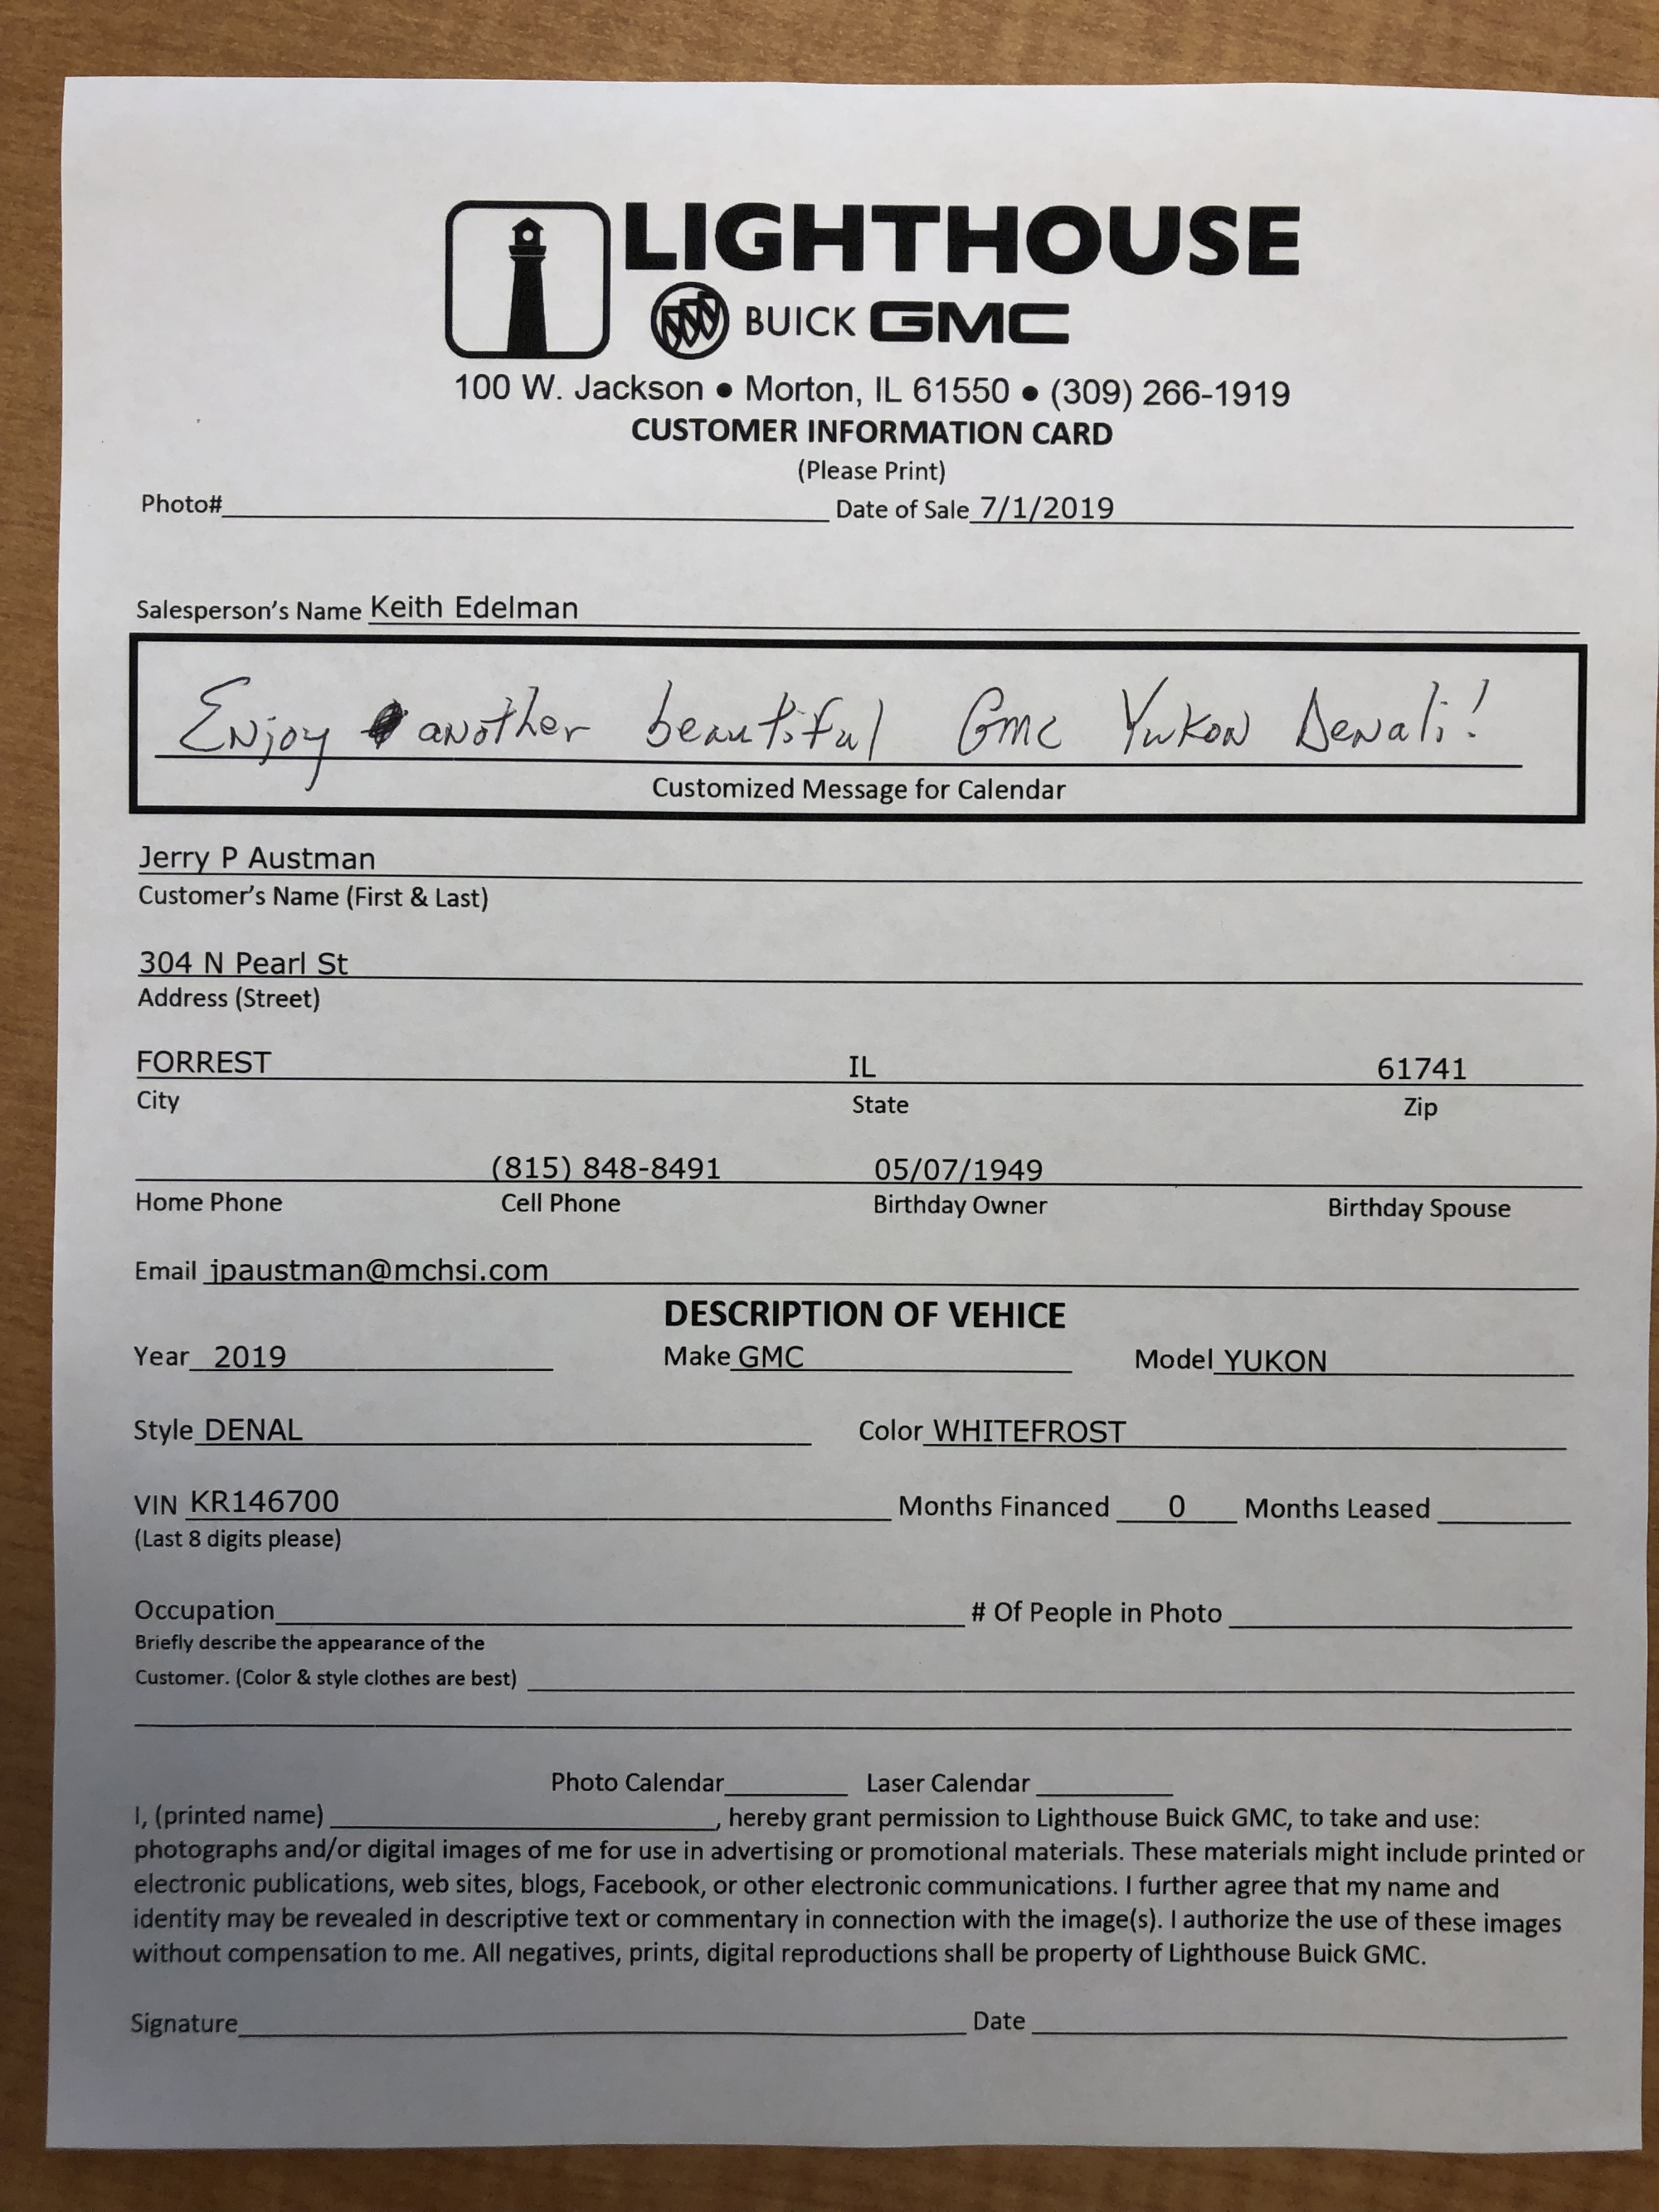 LIGHTHOUSE
BUICK GMC
100 W. Jackson • Morton, IL 61550 • (309) 266-1919
CUSTOMER INFORMATION CARD
(Please Print)
Photo# Date of Sale 7/1/2019
Salesperson's Name Keith Edelman
Enjoy another beautiful Gmc Yukon Denali!
Customized Message for Calendar
Jerry P Austman
Customer's Name (First & Last)
304 N Pearl St
Address (Street)
FORREST IL 61741
City State Zip
(815) 848-8491 05/07/1949
Home Phone Cell Phone Birthday Owner Birthday Spouse
Email jpaustman@mchsi.com
DESCRIPTION OF VEHICE
Year 2019 Make GMC Model YUKON
Style DENAL Color WHITEFROST
VIN KR146700 Months Financed 0 Months Leased
(Last 8 digits please)
Occupation # Of People in Photo
Briefly describe the appearance of the
Customer. (Color & style clothes are best)
Photo Calendar Laser Calendar
I, (printed name) , hereby grant permission to Lighthouse Buick GMC, to take and use:
photographs and/or digital images of me for use in advertising or promotional materials. These materials might include printed or
electronic publications, web sites, blogs, Facebook, or other electronic communications. I further agree that my name and
identity may be revealed in descriptive text or commentary in connection with the image(s). I authorize the use of these images
without compensation to me. All negatives, prints, digital reproductions shall be property of Lighthouse Buick GMC.
Signature Date